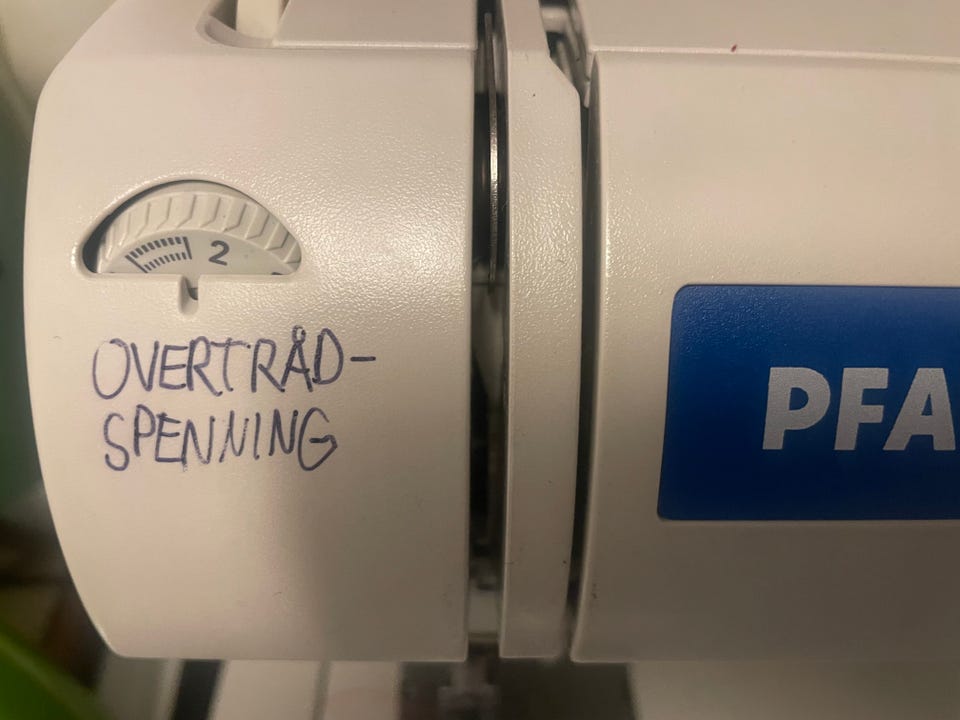 2
OVERTRÅD-
SPENNING
PFA